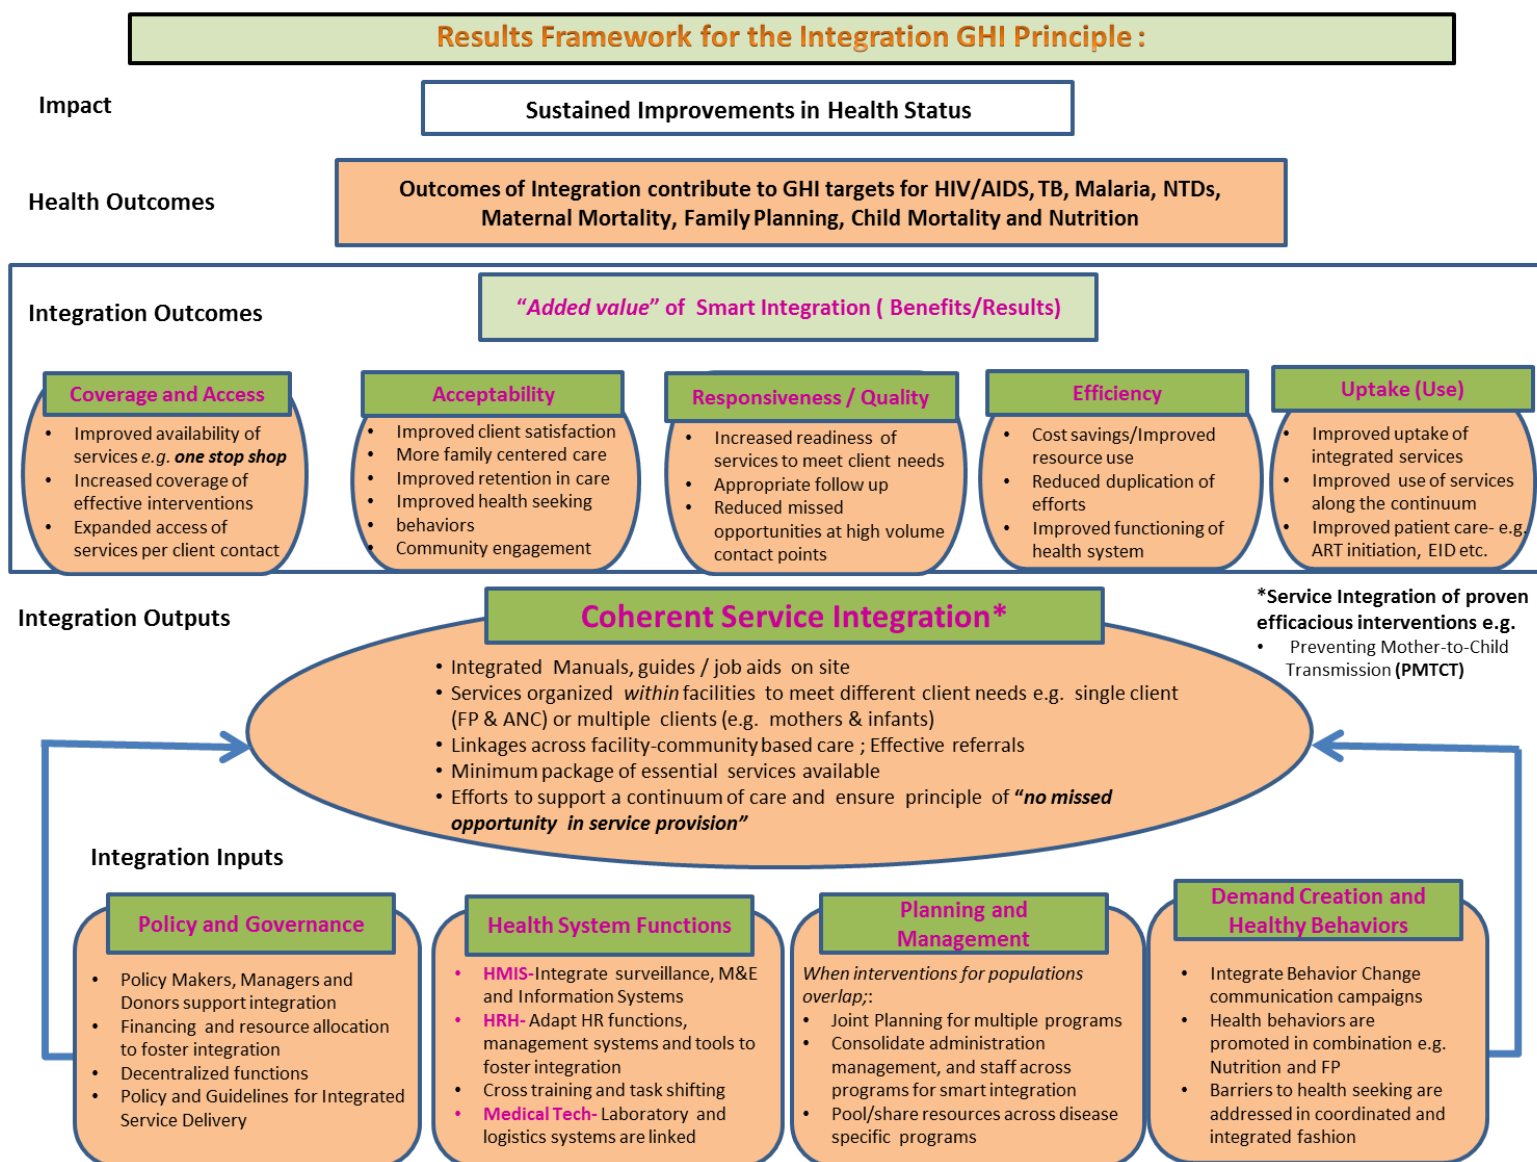 Results Framework for the Integration GHI Principle :
Impact
Sustained Improvements in Health Status
Health Outcomes
Outcomes of Integration contribute to GHI targets for HIV/AIDS, TB, Malaria, NTDs,
Maternal Mortality, Family Planning, Child Mortality and Nutrition
Integration Outcomes
“Added value” of Smart Integration ( Benefits/Results)
Coverage and Access
• Improved availability of
services e.g. one stop shop
• Increased coverage of
effective interventions
• Expanded access of
services per client contact
Acceptability
• Improved client satisfaction
• More family centered care
• Improved retention in care
• Improved health seeking
• behaviors
• Community engagement
Responsiveness / Quality
• Increased readiness of
services to meet client needs
• Appropriate follow up
• Reduced missed
opportunities at high volume
contact points
Efficiency
• Cost savings/Improved
resource use
• Reduced duplication of
efforts
• Improved functioning of
health system
Uptake (Use)
• Improved uptake of
integrated services
• Improved use of services
along the continuum
• Improved patient care- e.g.
ART initiation, EID etc.
Integration Outputs
Coherent Service Integration*
• Integrated Manuals, guides / job aids on site
• Services organized within facilities to meet different client needs e.g. single client
(FP & ANC) or multiple clients (e.g. mothers & infants)
• Linkages across facility-community based care ; Effective referrals
• Minimum package of essential services available
• Efforts to support a continuum of care and ensure principle of “no missed
opportunity in service provision”
*Service Integration of proven
efficacious interventions e.g.
• Preventing Mother-to-Child
Transmission (PMTCT)
Integration Inputs
Policy and Governance
• Policy Makers, Managers and
Donors support integration
• Financing and resource allocation
to foster integration
• Decentralized functions
• Policy and Guidelines for Integrated
Service Delivery
Health System Functions
• HMIS-Integrate surveillance, M&E
and Information Systems
• HRH- Adapt HR functions,
management systems and tools to
foster integration
• Cross training and task shifting
• Medical Tech- Laboratory and
logistics systems are linked
Planning and
Management
When interventions for populations
overlap;:
• Joint Planning for multiple programs
• Consolidate administration
management, and staff across
programs for smart integration
• Pool/share resources across disease
specific programs
Demand Creation and
Healthy Behaviors
• Integrate Behavior Change
communication campaigns
• Health behaviors are
promoted in combination e.g.
Nutrition and FP
• Barriers to health seeking are
addressed in coordinated and
integrated fashion